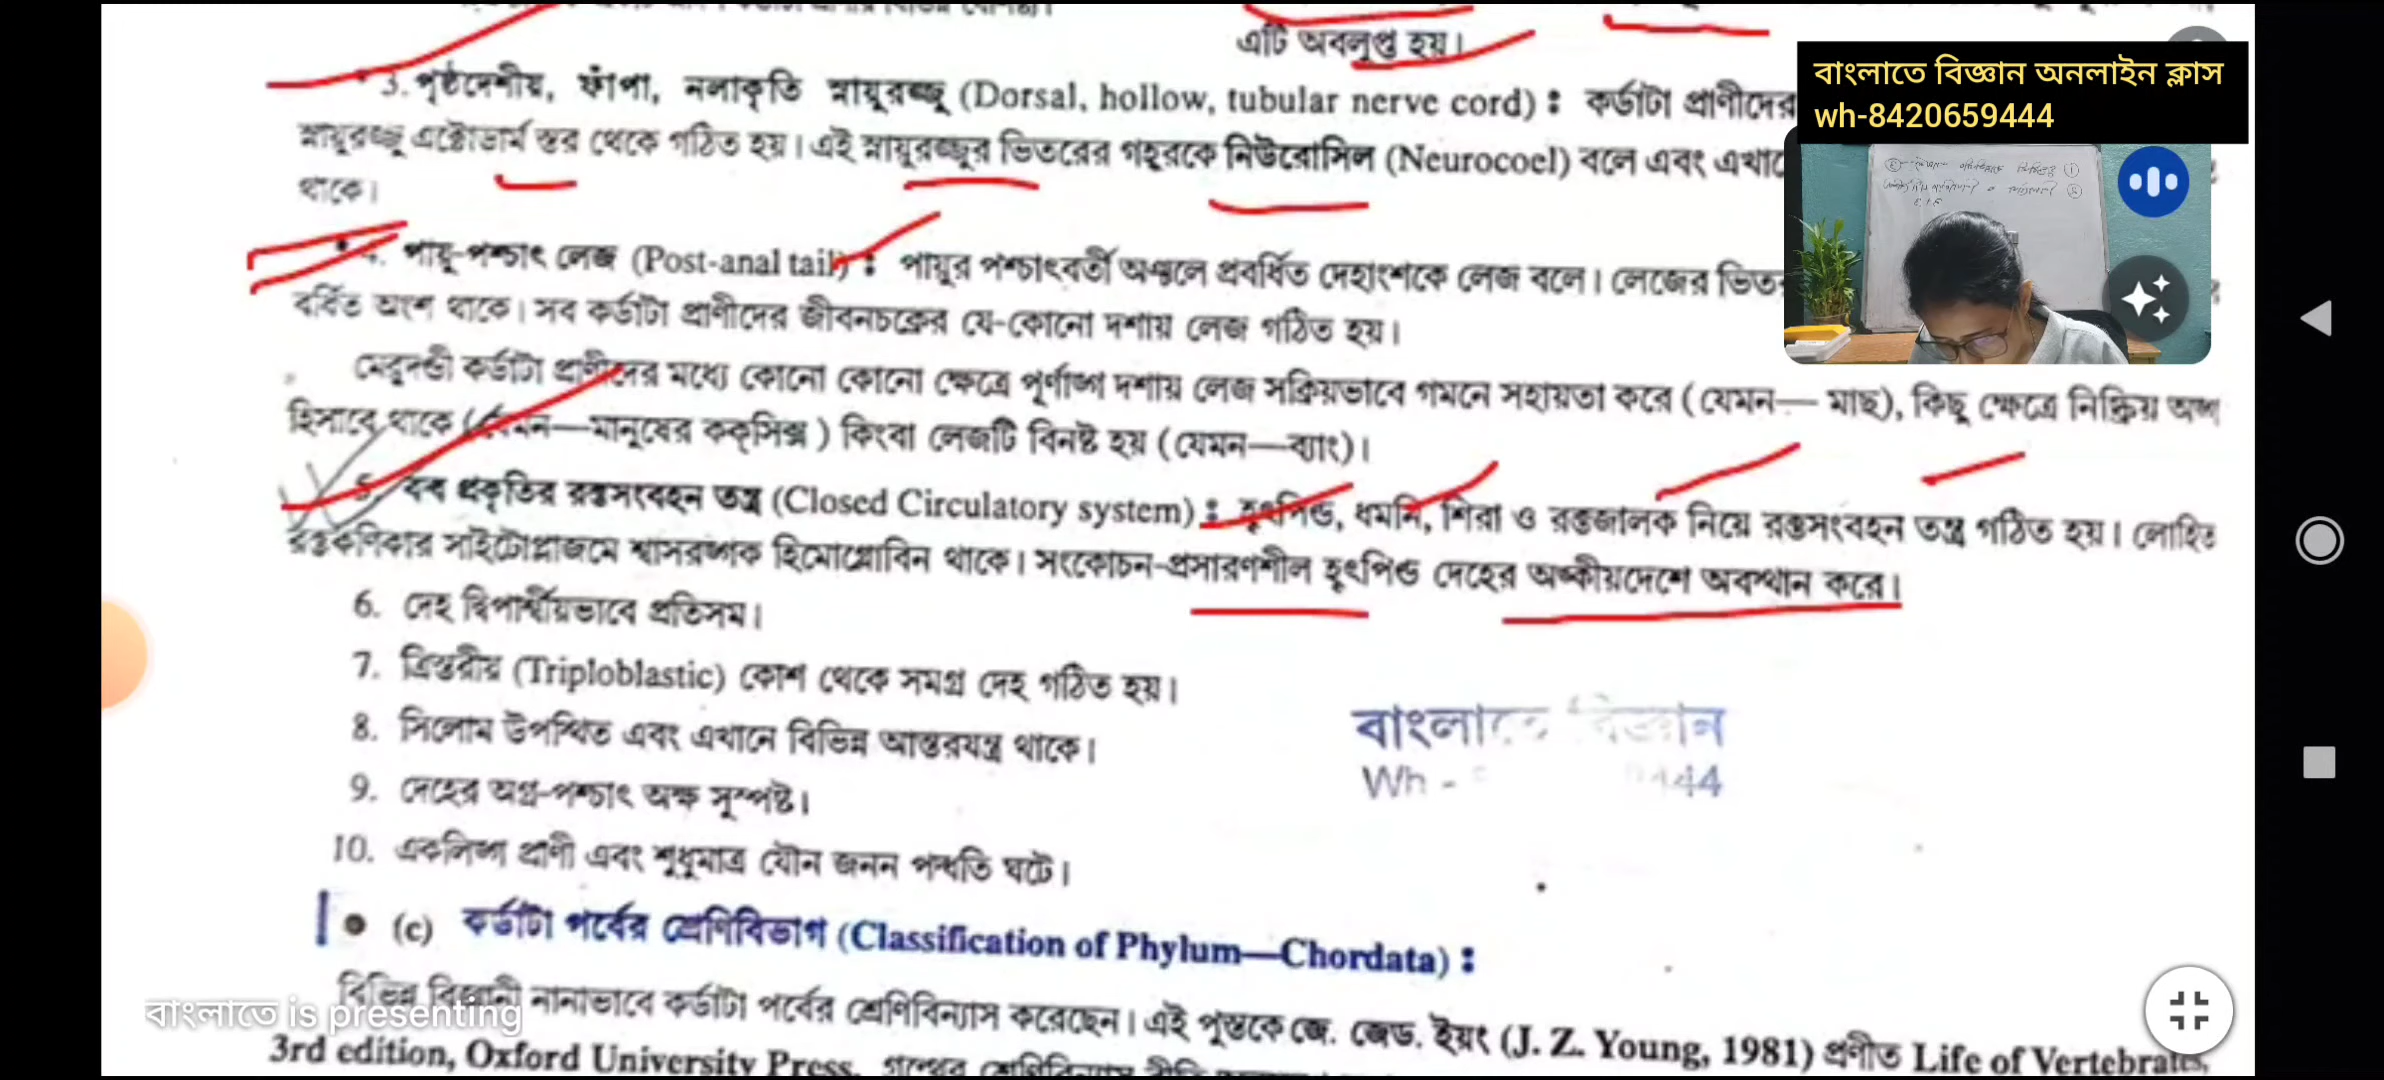 এটি অবলুপ্ত হয়।
3. পৃষ্ঠদেশীয়, ফাঁপা, নলাকৃতি স্নায়ুরজ্জু (Dorsal, hollow, tubular nerve cord) : কর্ডাটা প্রাণীদের
স্নায়ুরজ্জু এক্টোডার্ম স্তর থেকে গঠিত হয়। এই স্নায়ুরজ্জুর ভিতরের গহ্বরকে নিউরোসিল (Neurocoel) বলে এবং
থাকে।
4. পায়ু-পশ্চাৎ লেজ (Post-anal tail) : পায়ুর পশ্চাৎবর্তী অঞ্চলে প্রবর্ধিত দেহাংশকে লেজ বলে। লেজের
বর্ধিত অংশ থাকে। সব কর্ডাটা প্রাণীদের জীবনচক্রের যে-কোনো দশায় লেজ গঠিত হয়।
মেরুদণ্ডী কর্ডাটা প্রাণীদের মধ্যে কোনো কোনো ক্ষেত্রে পূর্ণাঙ্গ দশায় লেজ সক্রিয়ভাবে গমনে সহায়তা করে (যেমন— মাছ), কিছু ক্ষেত্রে নিষ্ক্রিয় অঙ্গ
হিসাবে থাকে (যেমন—মানুষের কক্‌সিক্স) কিংবা লেজটি বিনষ্ট হয় (যেমন—ব্যাং)।
5. বদ্ধ প্রকৃতির রক্তসংবহন তন্ত্র (Closed Circulatory system) : হৃৎপিণ্ড, ধমনি, শিরা ও রক্তজালক নিয়ে রক্তসংবহন তন্ত্র গঠিত হয়। লোহিত
রক্তকণিকার সাইটোপ্লাজমে শ্বাসরঞ্জক হিমোগ্লোবিন থাকে। সংকোচন-প্রসারণশীল হৃৎপিণ্ড দেহের অঙ্কীয়দেশে অবস্থান করে।
6. দেহ দ্বিপার্শ্বীয়ভাবে প্রতিসম।
7. ত্রিস্তরীয় (Triploblastic) কোশ থেকে সমগ্র দেহ গঠিত হয়।
8. সিলোম উপস্থিত এবং এখানে বিভিন্ন আন্তরযন্ত্র থাকে।
9. দেহের অগ্র-পশ্চাৎ অক্ষ সুস্পষ্ট।
10. একলিঙ্গ প্রাণী এবং শুধুমাত্র যৌন জনন পদ্ধতি ঘটে।
(c) কর্ডাটা পর্বের শ্রেণিবিভাগ (Classification of Phylum—Chordata) :
বিভিন্ন বিজ্ঞানী নানাভাবে কর্ডাটা পর্বের শ্রেণিবিন্যাস করেছেন। এই পুস্তকে জে. জেড. ইয়ং (J. Z. Young, 1981) প্রণীত Life of Vertebrates,
3rd edition, Oxford University Press,
বাংলাতে বিজ্ঞান অনলাইন ক্লাস
wh-8420659444
বাংলাতে বিজ্ঞান
Wh - 444
বাংলাতে is presenting